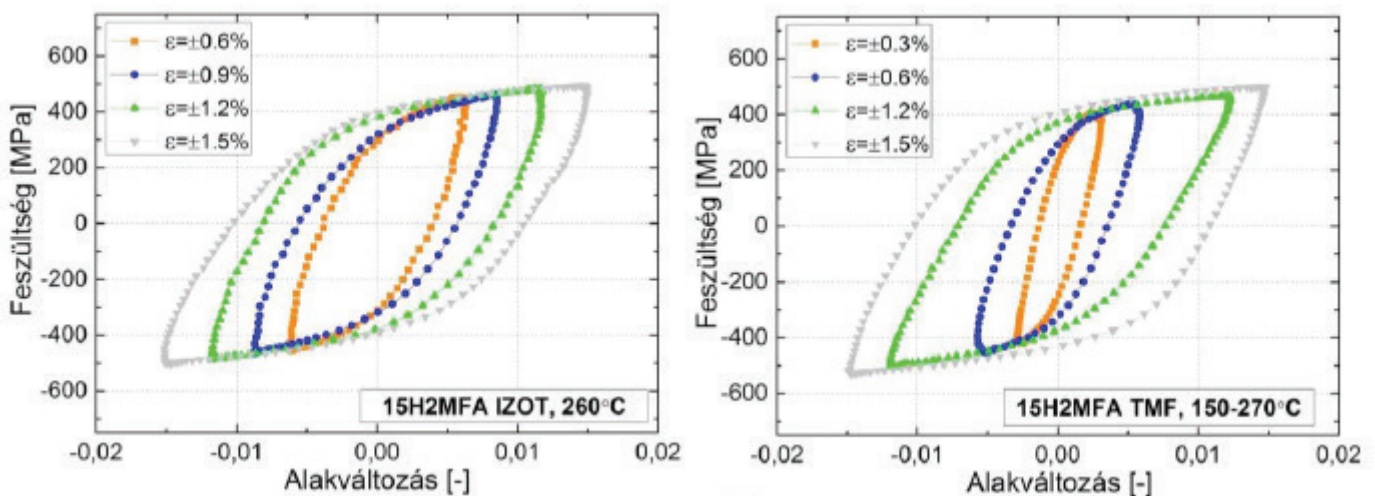 600
400
200
0
-200
-400
-600
-0,02
-0,01
0,00
0,01
0,02
Feszültség [MPa]
Alakváltozás [-]
ε=±0.6%
ε=±0.9%
ε=±1.2%
ε=±1.5%
15H2MFA IZOT, 260°C
600
400
200
0
-200
-400
-600
-0,02
-0,01
0,00
0,01
0,02
Feszültség [MPa]
Alakváltozás [-]
ε=±0.3%
ε=±0.6%
ε=±1.2%
ε=±1.5%
15H2MFA TMF, 150-270°C